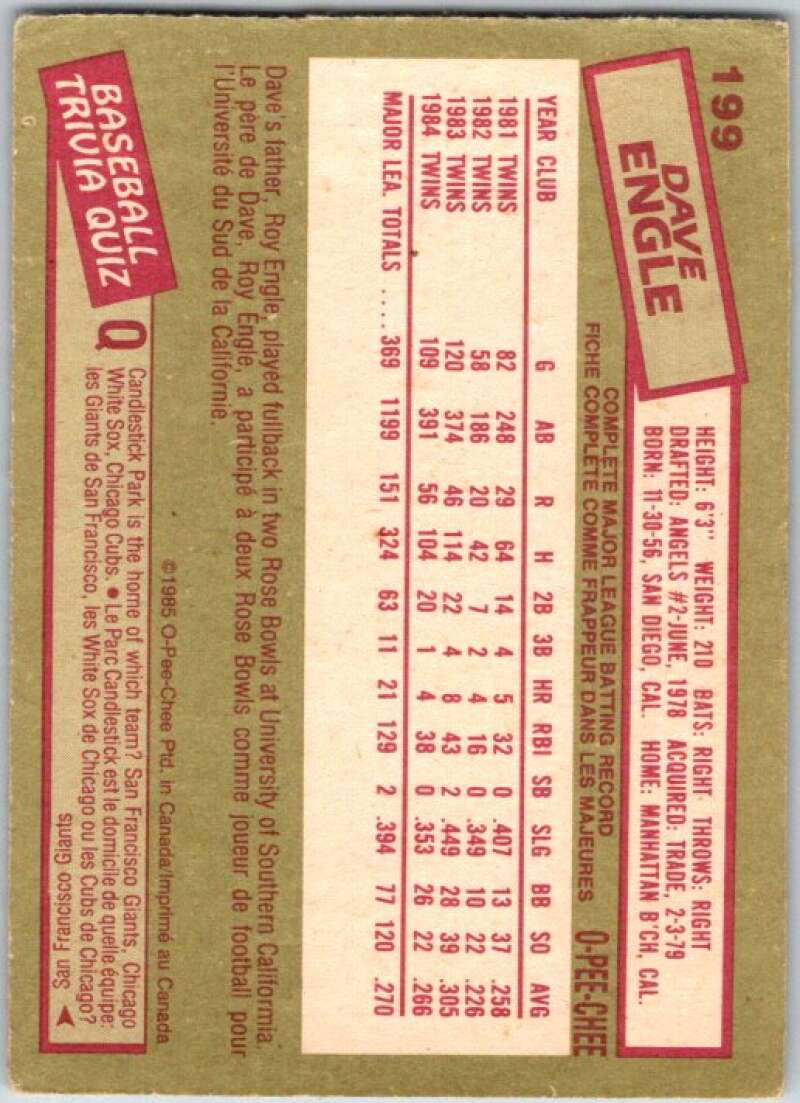 199
DAVE
ENGLE
HEIGHT: 6'3" WEIGHT: 210 BATS: RIGHT THROWS: RIGHT
DRAFTED: ANGELS #2-JUNE, 1978 ACQUIRED: TRADE, 2-3-79
BORN: 11-30-56, SAN DIEGO, CAL. HOME: MANHATTAN B'CH, CAL.
COMPLETE MAJOR LEAGUE BATTING RECORD
FICHE COMPLÈTE COMME FRAPPEUR DANS LES MAJEURES O-PEE-CHEE
YEAR CLUB G AB R H 2B 3B HR RBI SB SLG BB SO AVG
1981 TWINS 82 248 29 64 14 4 5 32 0 .407 13 37 .258
1982 TWINS 58 186 20 42 7 2 4 16 0 .349 10 22 .226
1983 TWINS 120 374 46 114 22 4 8 43 2 .449 28 39 .305
1984 TWINS 109 391 56 104 20 1 4 38 0 .353 26 22 .266
MAJOR LEA. TOTALS .... 369 1199 151 324 63 11 21 129 2 .394 77 120 .270
Dave's father, Roy Engle, played fullback in two Rose Bowls at University of Southern California.
Le père de Dave, Roy Engle, a participé à deux Rose Bowls comme joueur de football pour
l'Université du Sud de la Californie.
©1985 O-Pee-Chee Ptd. in Canada/Imprimé au Canada
BASEBALL
TRIVIA QUIZ
Q Candlestick Park is the home of which team? San Francisco Giants, Chicago
White Sox, Chicago Cubs. ● Le Parc Candlestick est le domicile de quelle équipe:
les Giants de San Francisco, les White Sox de Chicago ou les Cubs de Chicago?
San Francisco Giants